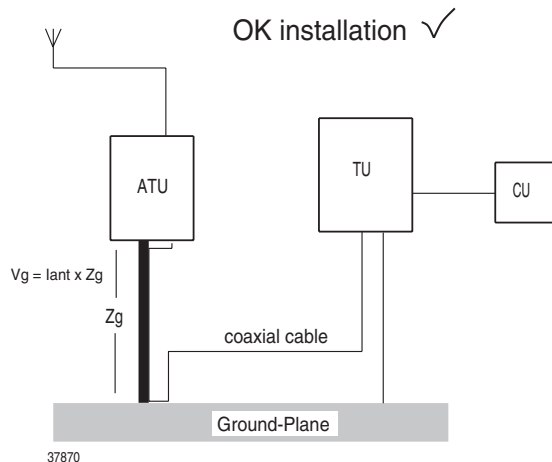 OK installation ✓
ATU
TU
CU
Vg = Iant x Zg
Zg
coaxial cable
Ground-Plane
37870